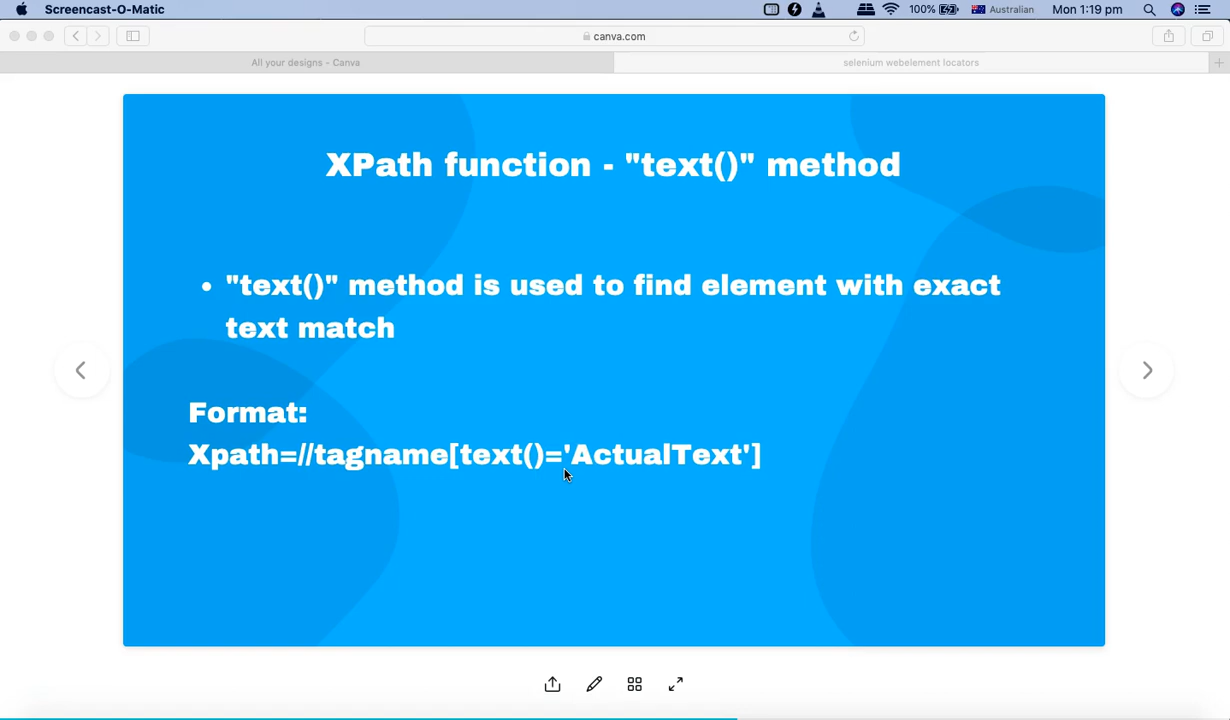 Screencast-O-Matic
100%
Australian
Mon 1:19 pm
canva.com
All your designs - Canva
selenium webelement locators
XPath function - "text()" method
• "text()" method is used to find element with exact
text match
Format:
Xpath=//tagname[text()='ActualText']